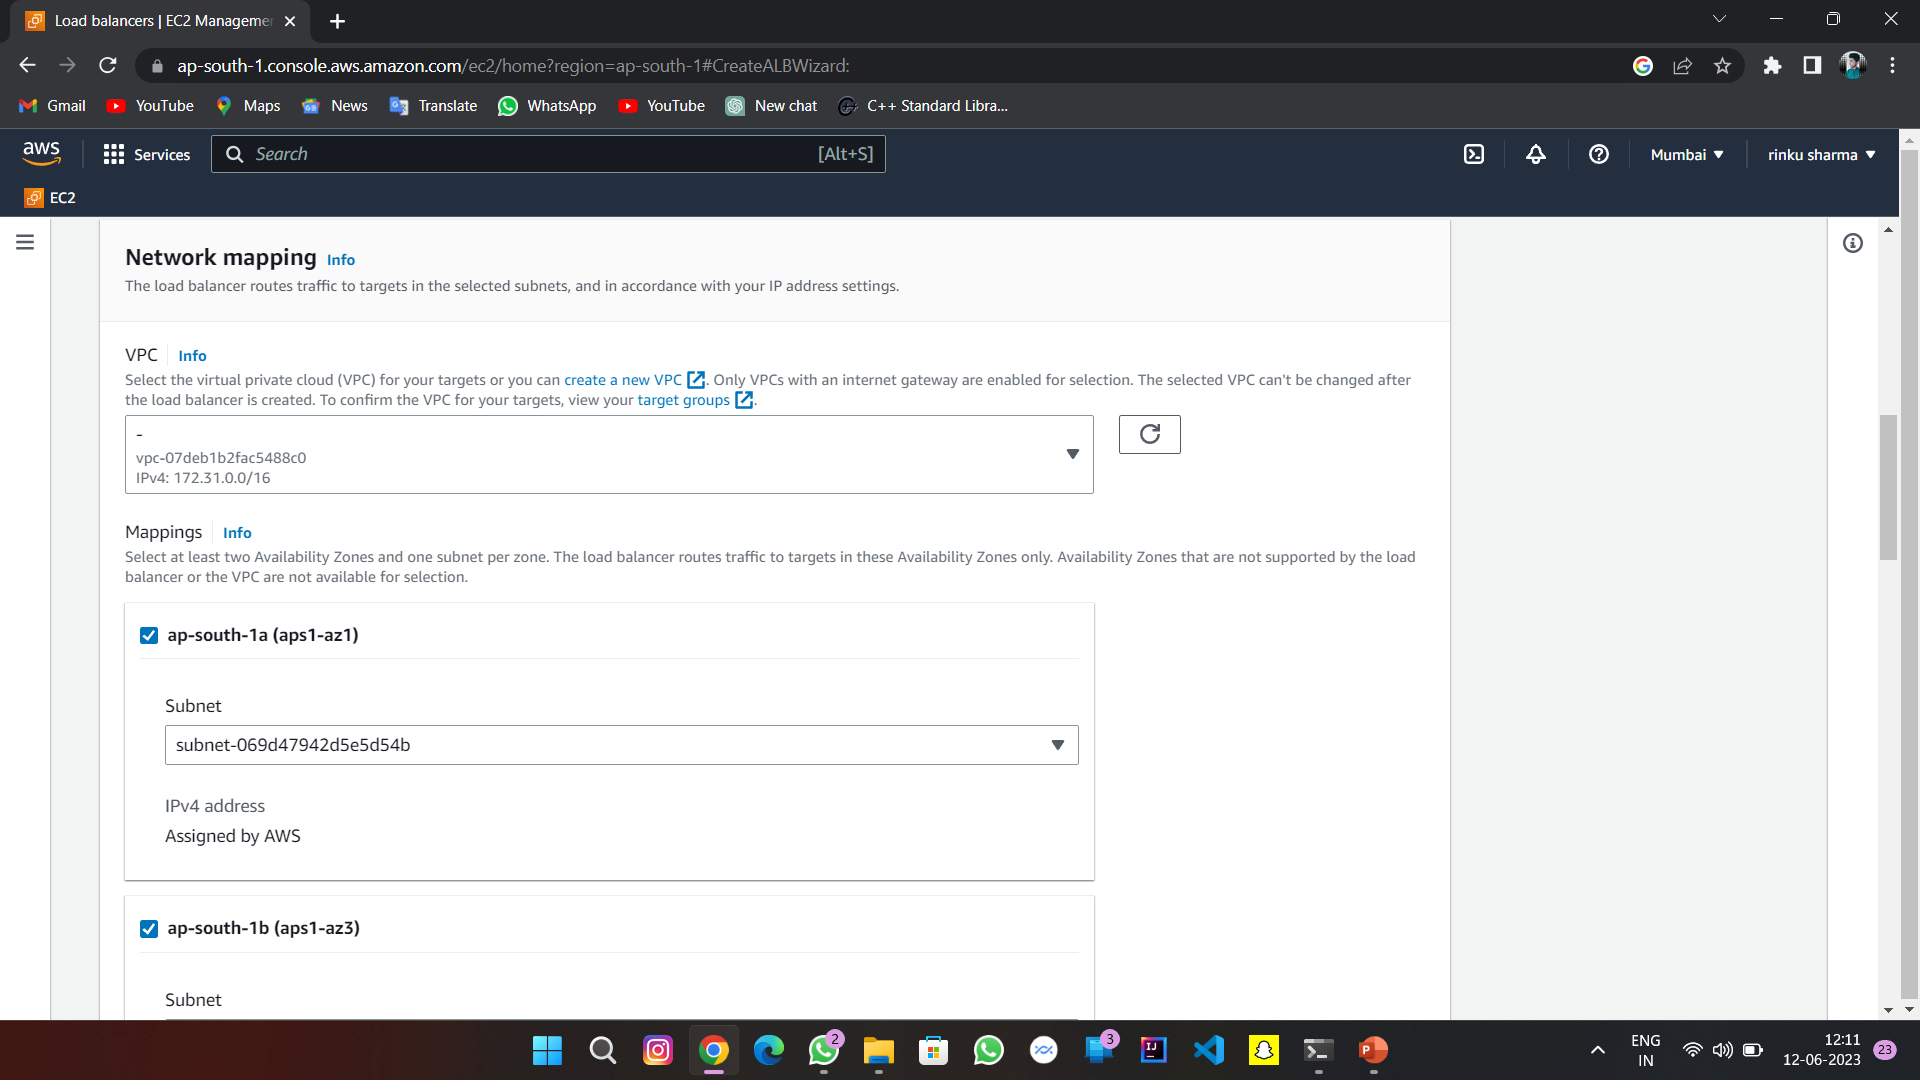 Load balancers | EC2 Manageme
ap-south-1.console.aws.amazon.com/ec2/home?region=ap-south-1#CreateALBWizard:
Gmail YouTube Maps News Translate WhatsApp YouTube New chat C++ Standard Libra...
aws Services Search [Alt+S] Mumbai rinku sharma
EC2
Network mapping Info
The load balancer routes traffic to targets in the selected subnets, and in accordance with your IP address settings.
VPC Info
Select the virtual private cloud (VPC) for your targets or you can create a new VPC. Only VPCs with an internet gateway are enabled for selection. The selected VPC can't be changed after
the load balancer is created. To confirm the VPC for your targets, view your target groups.
-
vpc-07deb1b2fac5488c0
IPv4: 172.31.0.0/16
Mappings Info
Select at least two Availability Zones and one subnet per zone. The load balancer routes traffic to targets in these Availability Zones only. Availability Zones that are not supported by the load
balancer or the VPC are not available for selection.
ap-south-1a (aps1-az1)
Subnet
subnet-069d47942d5e5d54b
IPv4 address
Assigned by AWS
ap-south-1b (aps1-az3)
Subnet
2
3
ENG
IN
12:11
12-06-2023
23